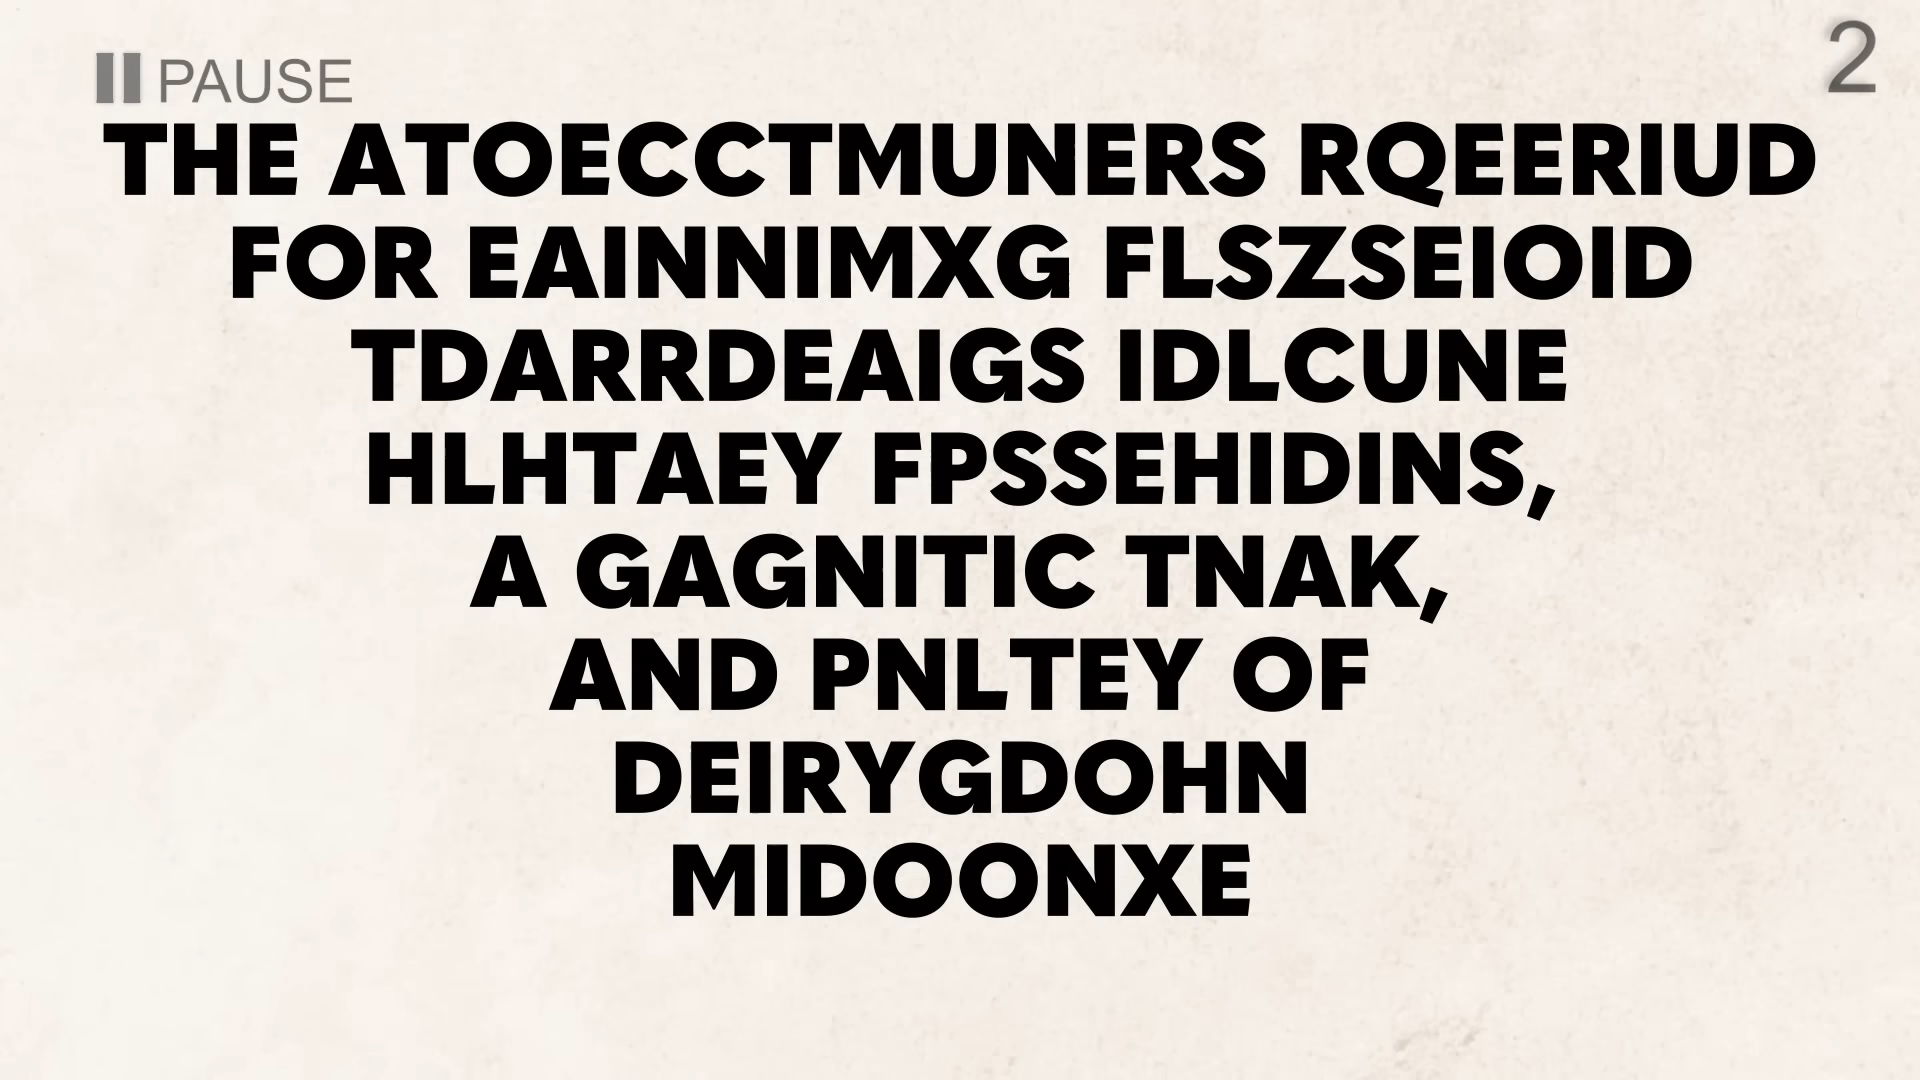 PAUSE
2
THE ATOECCTMUNERS RQEERIUD
FOR EAINNIMXG FLSZSEIOID
TDARRDEAIGS IDLCUNE
HLHTAEY FPSSEHIDINS,
A GAGNITIC TNAK,
AND PNLTEY OF
DEIRYGDOHN
MIDOONXE